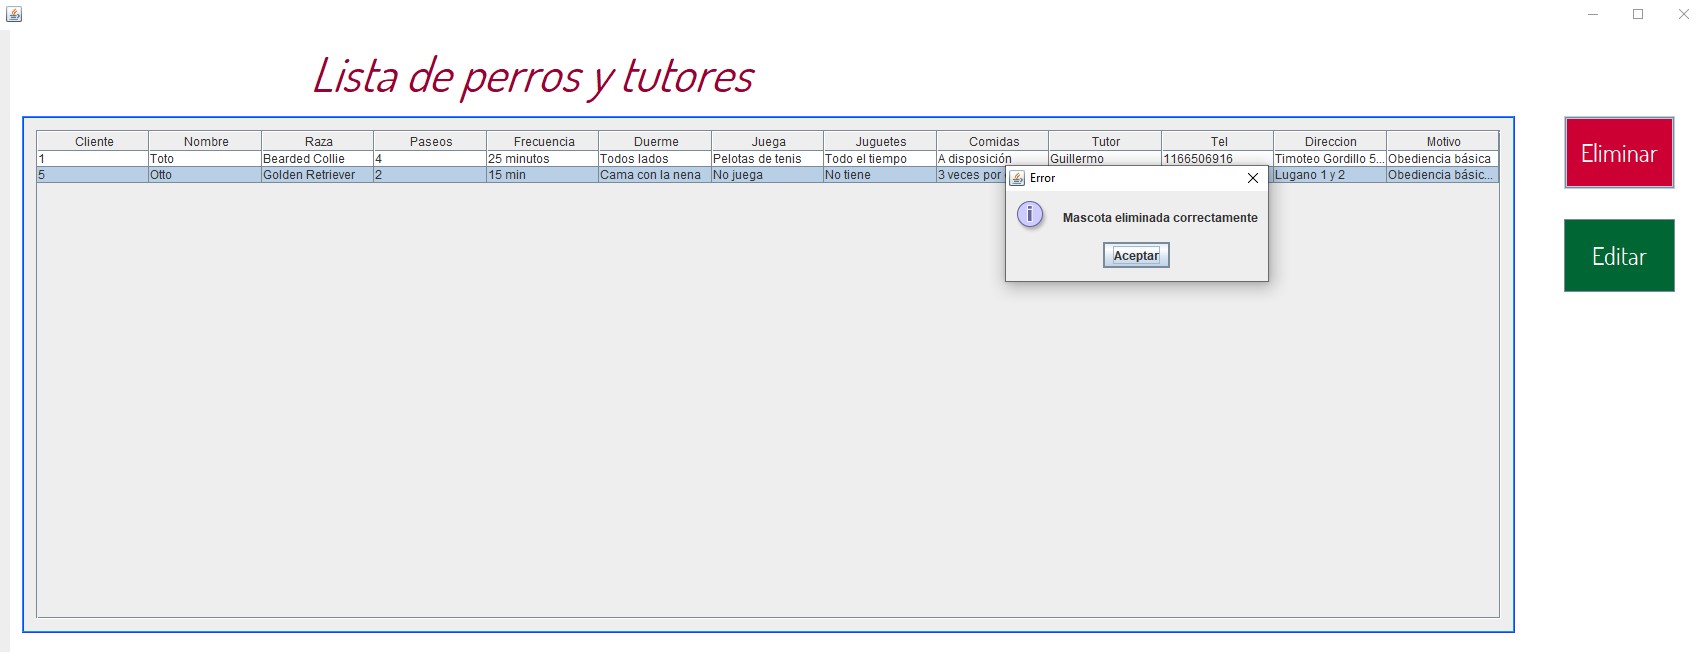 Lista de perros y tutores
Cliente Nombre Raza Paseos Frecuencia Duerme Juega Juguetes Comidas Tutor Tel Direccion Motivo
1 Toto Bearded Collie 4 25 minutos Todos lados Pelotas de tenis Todo el tiempo A disposición Guillermo 1166506916 Timoteo Gordillo 5... Obediencia básica
5 Otto Golden Retriever 2 15 min Cama con la nena No juega No tiene 3 veces por Lugano 1 y 2 Obediencia básic...
Error
Mascota eliminada correctamente
Aceptar
Eliminar
Editar